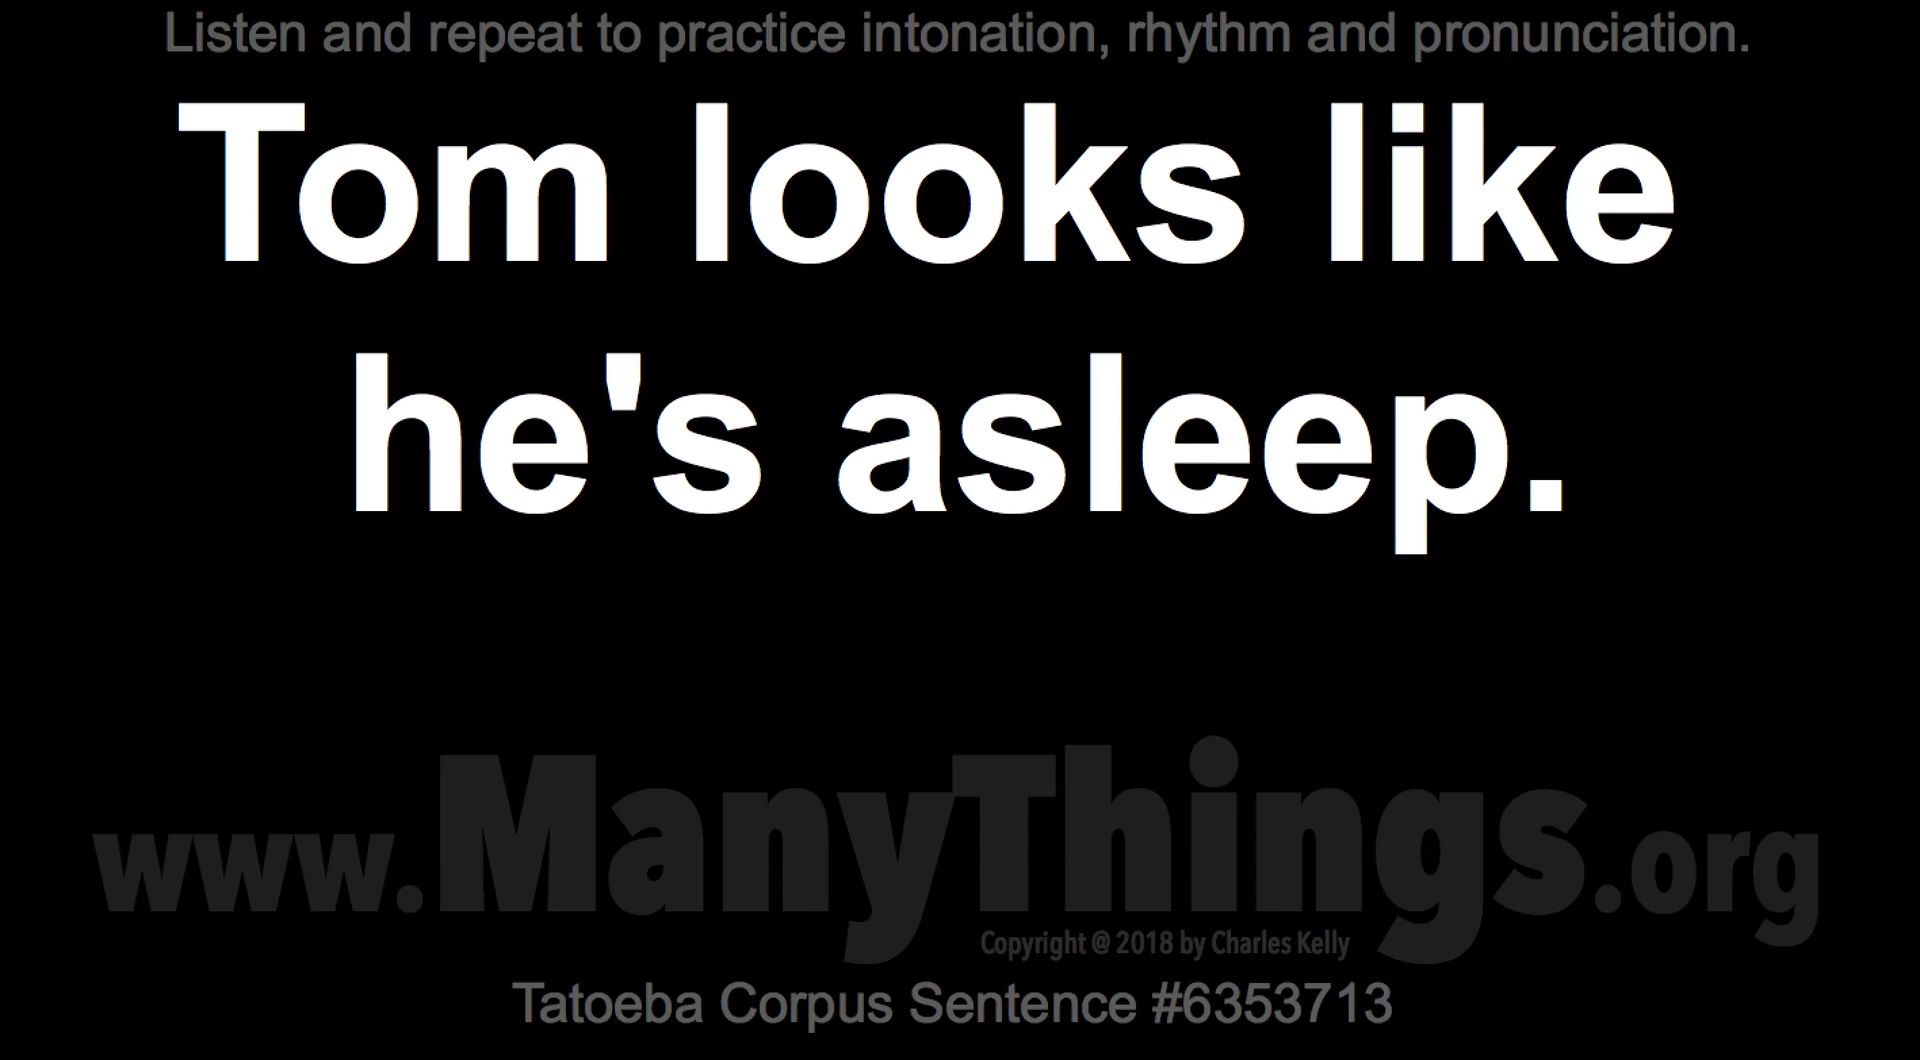 Listen and repeat to practice intonation, rhythm and pronunciation.
Tom looks like
he's asleep.
www.ManyThings.org
Copyright @ 2018 by Charles Kelly
Tatoeba Corpus Sentence #6353713